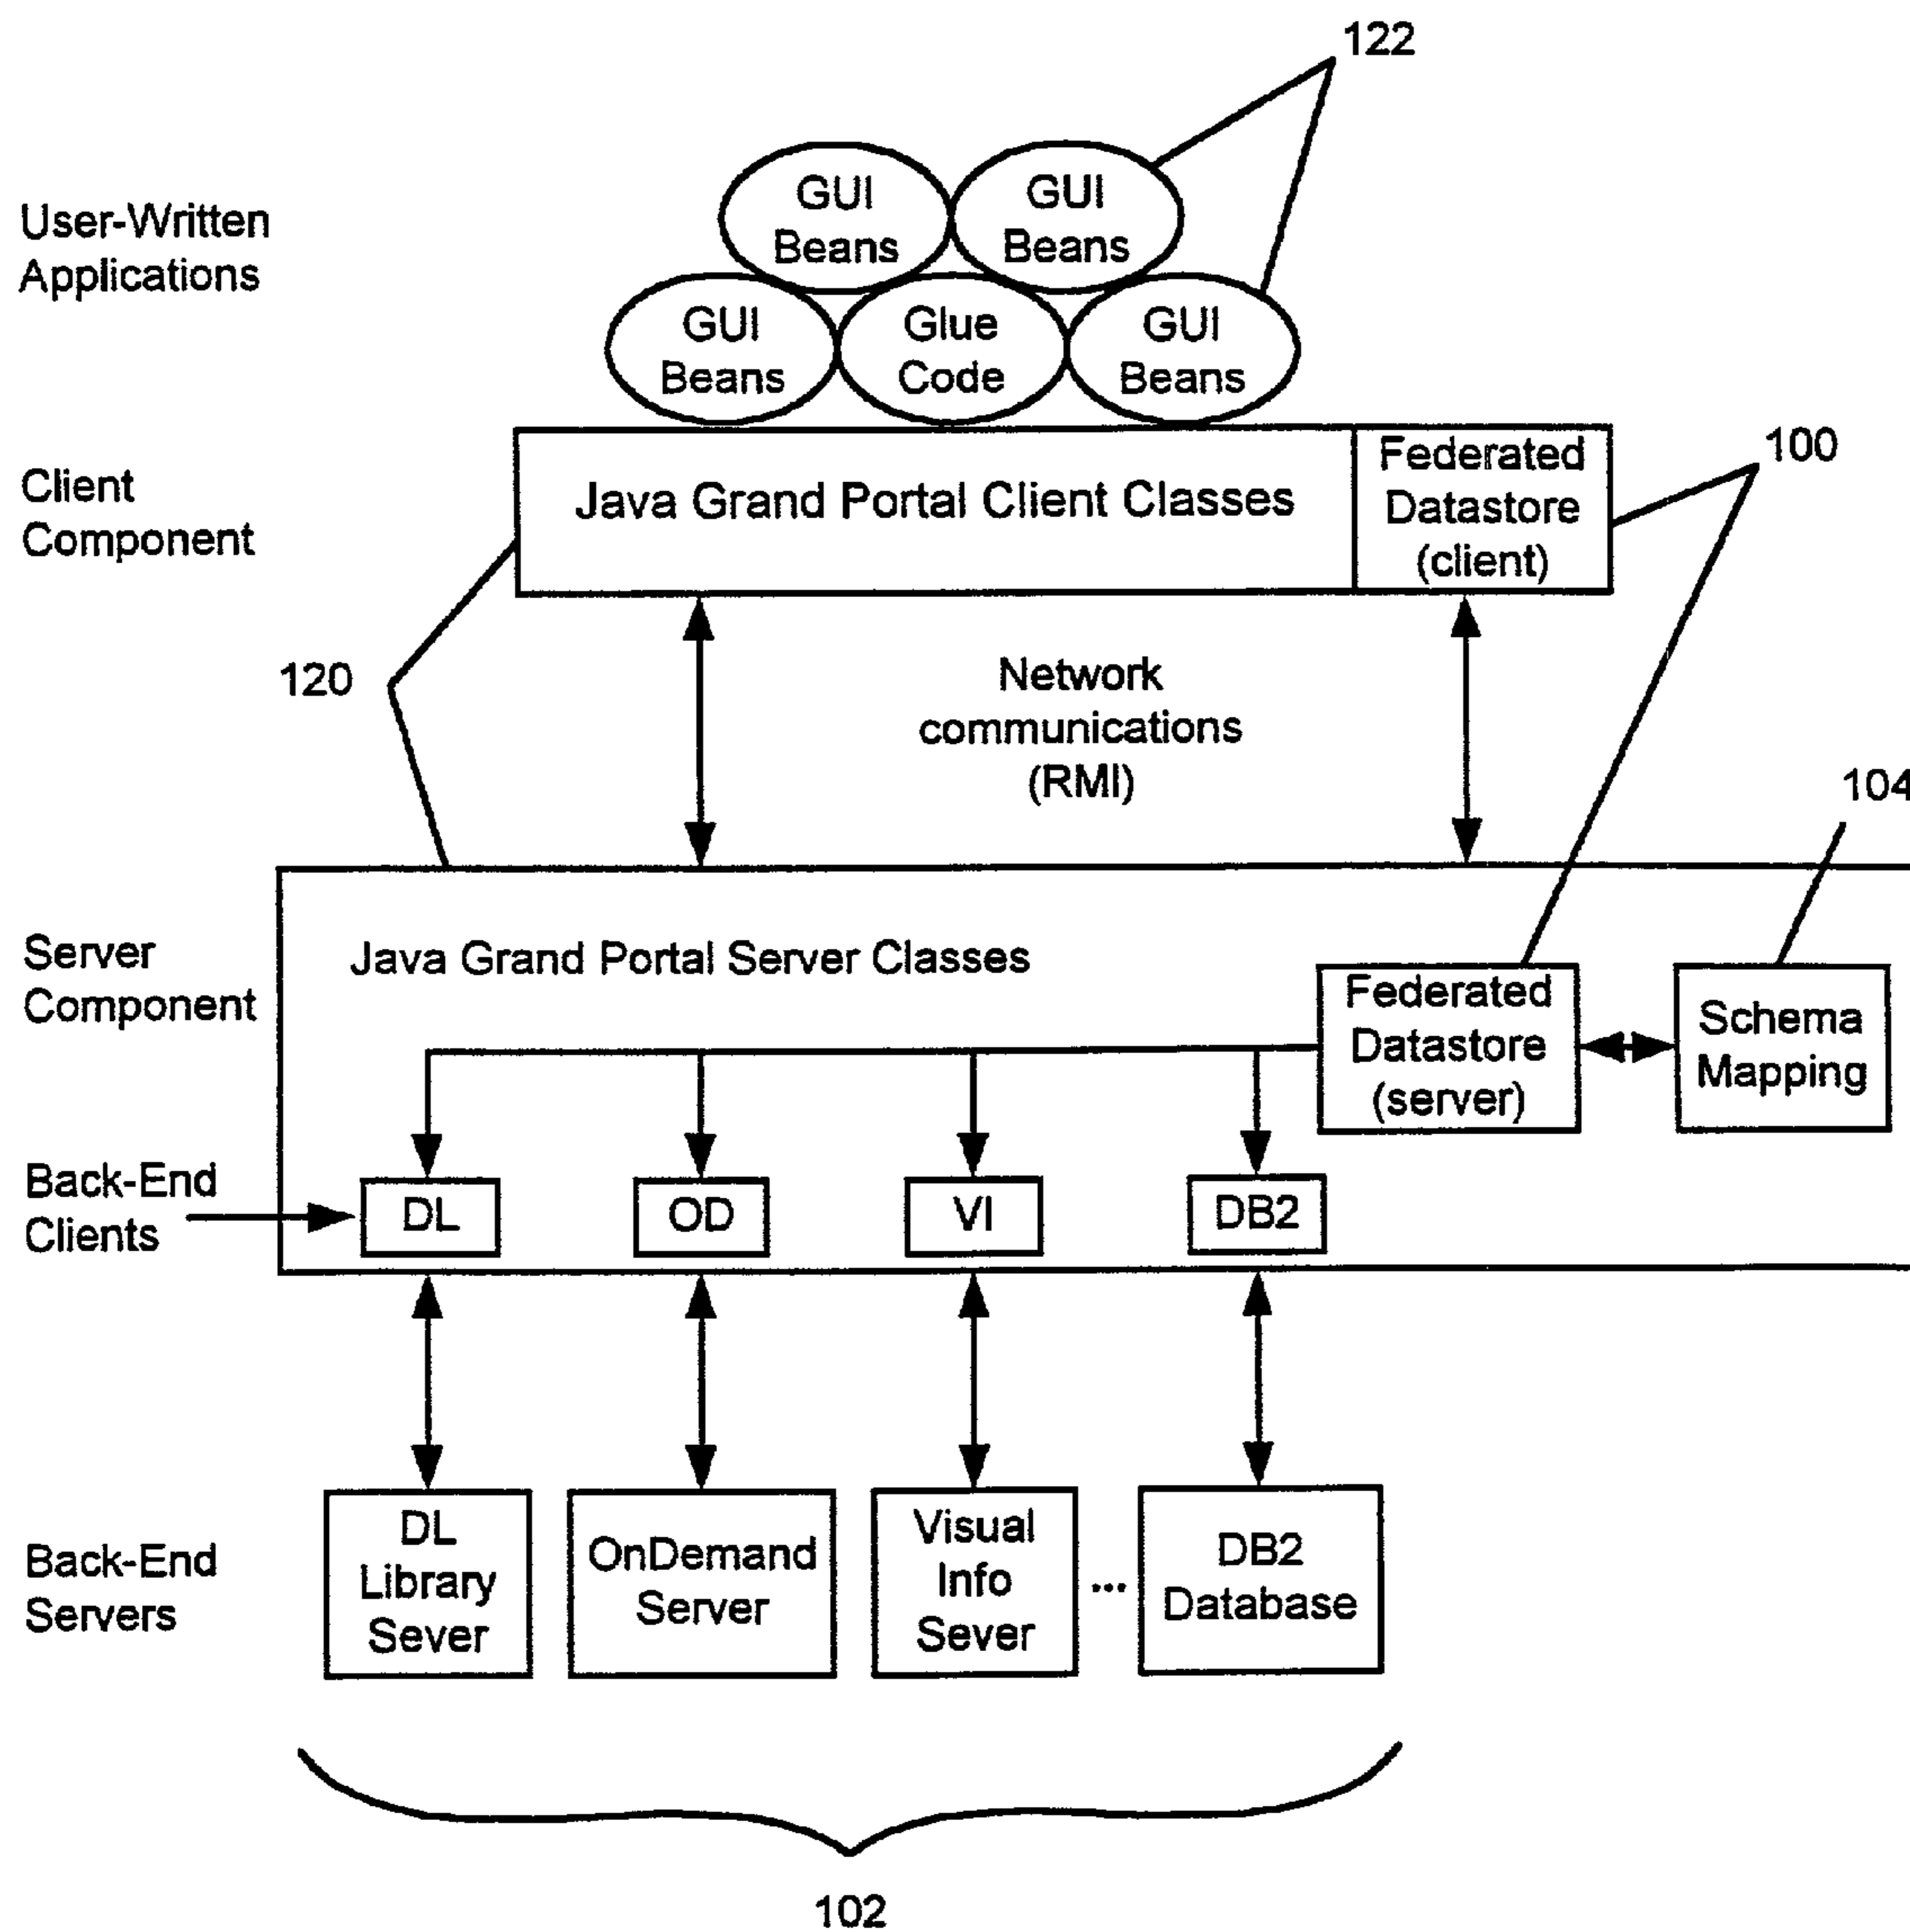 122
User-Written
Applications
GUI
Beans
GUI
Beans
GUI
Beans
Glue
Code
GUI
Beans
Client
Component
Java Grand Portal Client Classes
Federated
Datastore
(client)
100
120
Network
communications
(RMI)
104
Server
Component
Java Grand Portal Server Classes
Federated
Datastore
(server)
Schema
Mapping
Back-End
Clients
DL
OD
VI
DB2
Back-End
Servers
DL
Library
Sever
OnDemand
Server
Visual
Info
Sever
...
DB2
Database
102